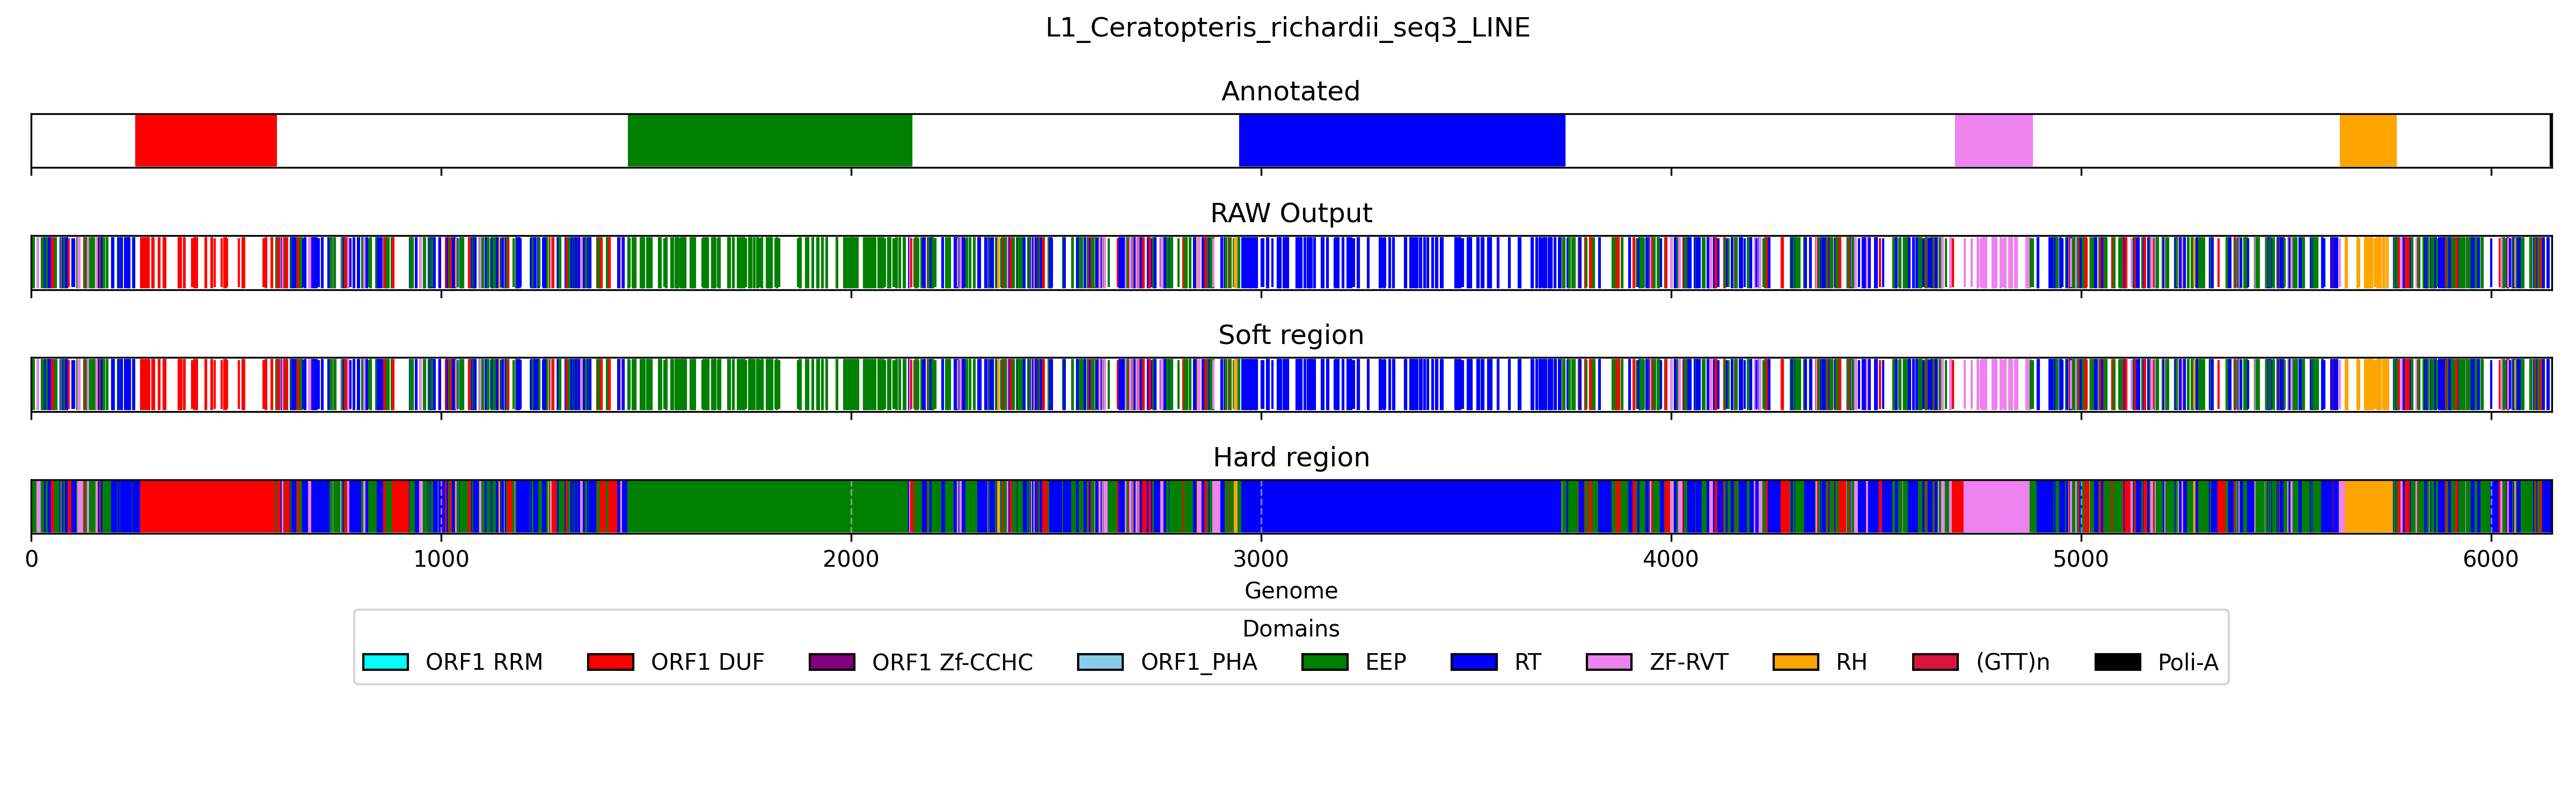 L1_Ceratopteris_richardii_seq3_LINE
Annotated
RAW Output
Soft region
Hard region
0 1000 2000 3000 4000 5000 6000
Genome
Domains
ORF1 RRM ORF1 DUF ORF1 Zf-CCHC ORF1_PHA EEP RT ZF-RVT RH (GTT)n Poli-A